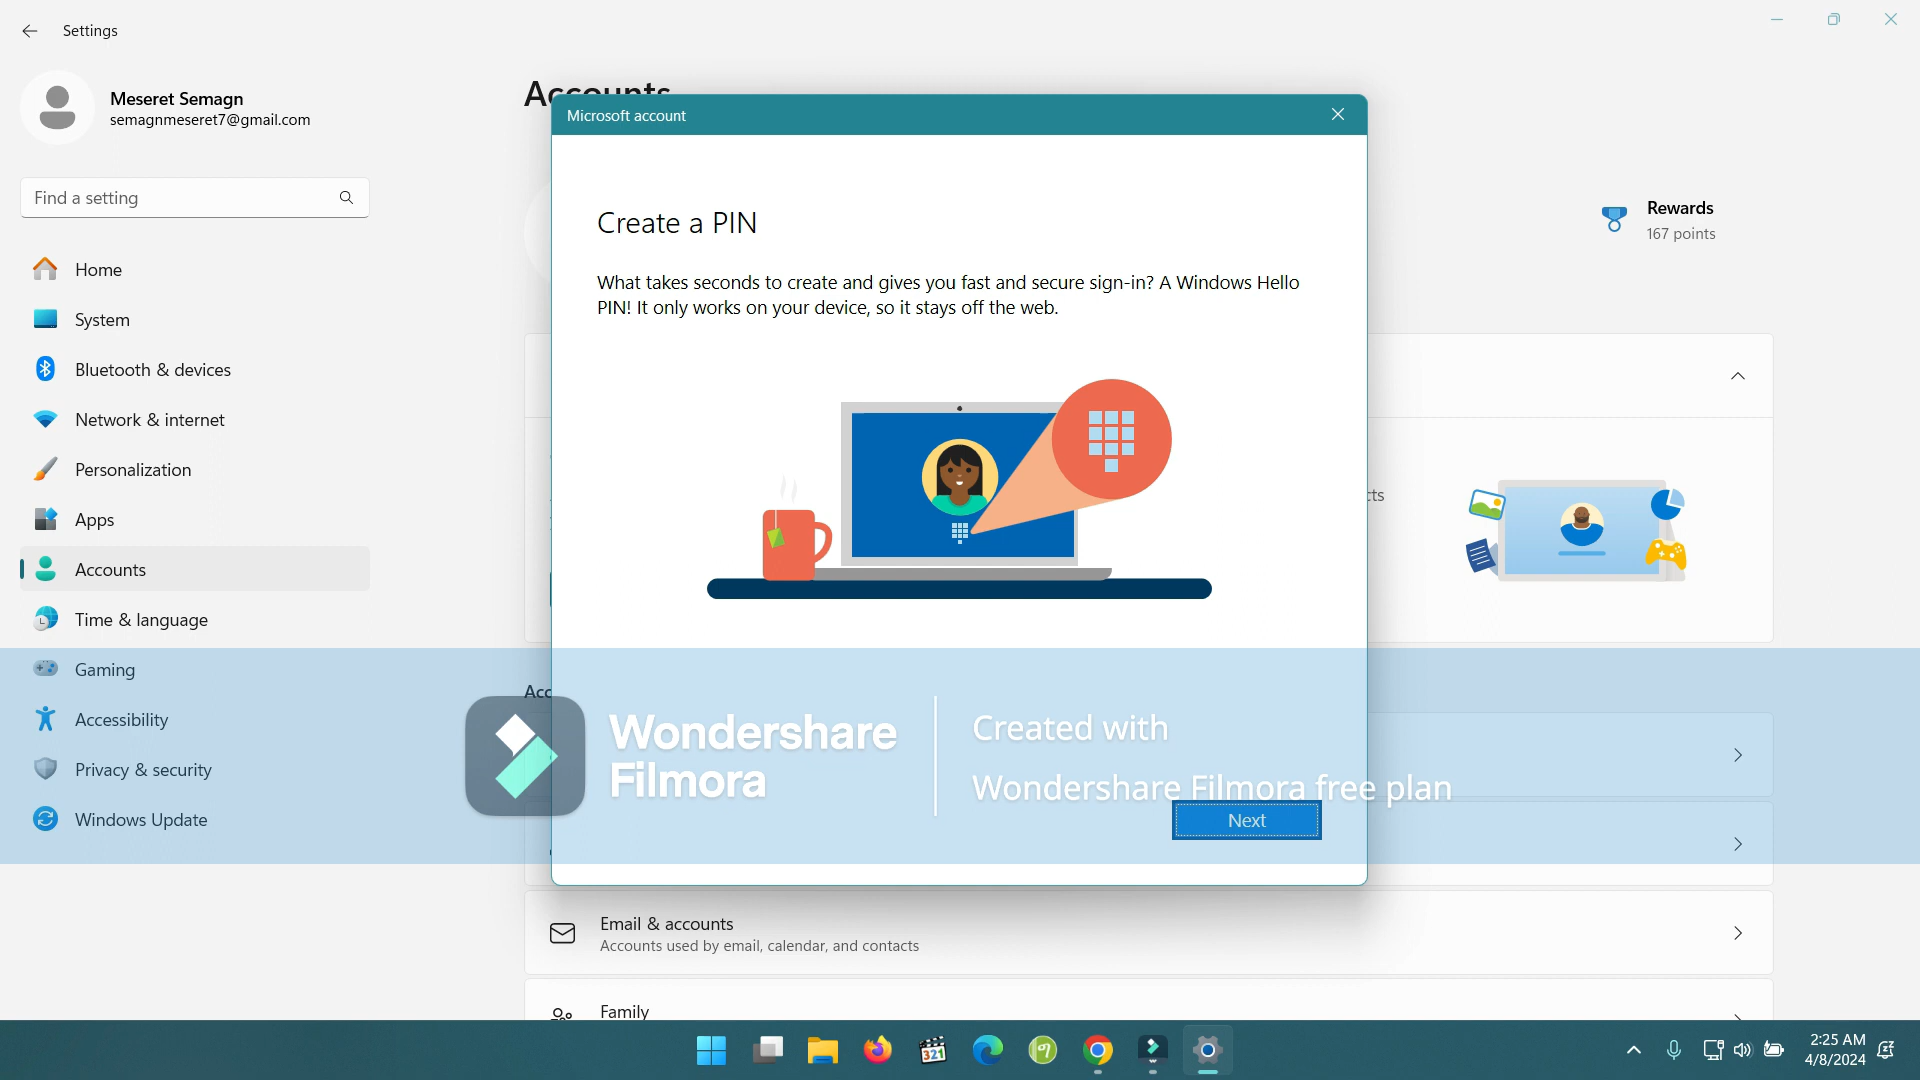 Settings
Meseret Semagn
semagnmeseret7@gmail.com
Find a setting
Home
System
Bluetooth & devices
Network & internet
Personalization
Apps
Accounts
Time & language
Gaming
Accessibility
Privacy & security
Windows Update
Accounts
Rewards
167 points
Microsoft account
Create a PIN
What takes seconds to create and gives you fast and secure sign-in? A Windows Hello
PIN! It only works on your device, so it stays off the web.
Wondershare
Filmora
Created with
Wondershare Filmora free plan
Next
Email & accounts
Accounts used by email, calendar, and contacts
Family
321
2:25 AM
4/8/2024